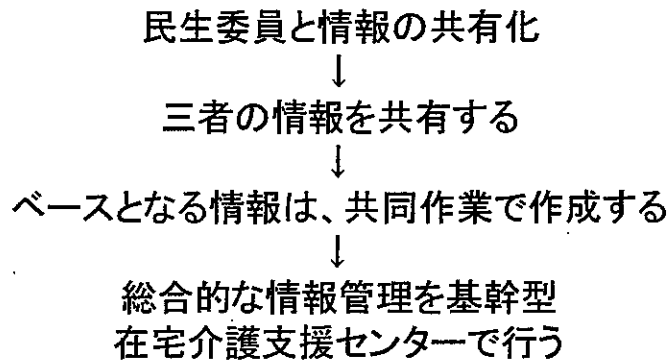 民生委員と情報の共有化
↓
三者の情報を共有する
↓
ベースとなる情報は、共同作業で作成する
↓
総合的な情報管理を基幹型
在宅介護支援センターで行う